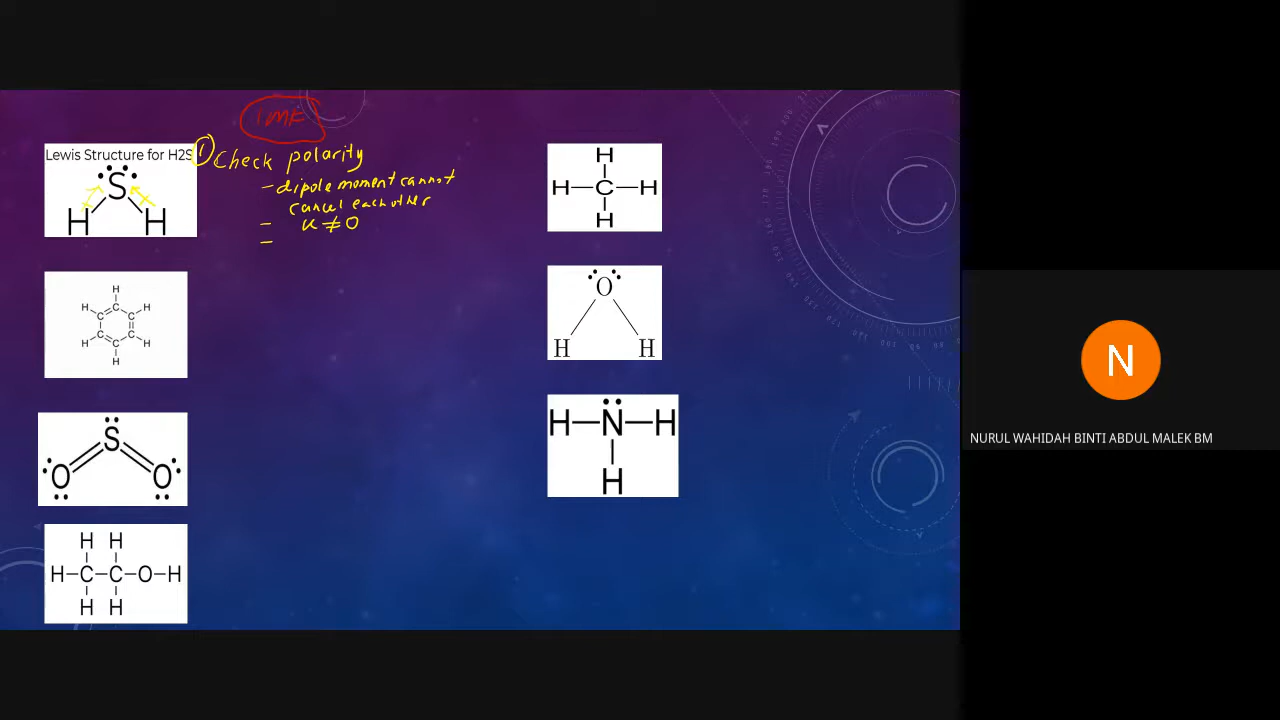 IMF
Lewis Structure for H2S
① Check polarity
- dipole moment cannot
cancel each other
- u ≠ 0
-
S
H H
H
H H
C C
C C
C
H H
H
S
O O
H H
H-C-C-O-H
H H
H
H-C-H
H
O
H H
H-N-H
H
N
NURUL WAHIDAH BINTI ABDUL MALEK BM